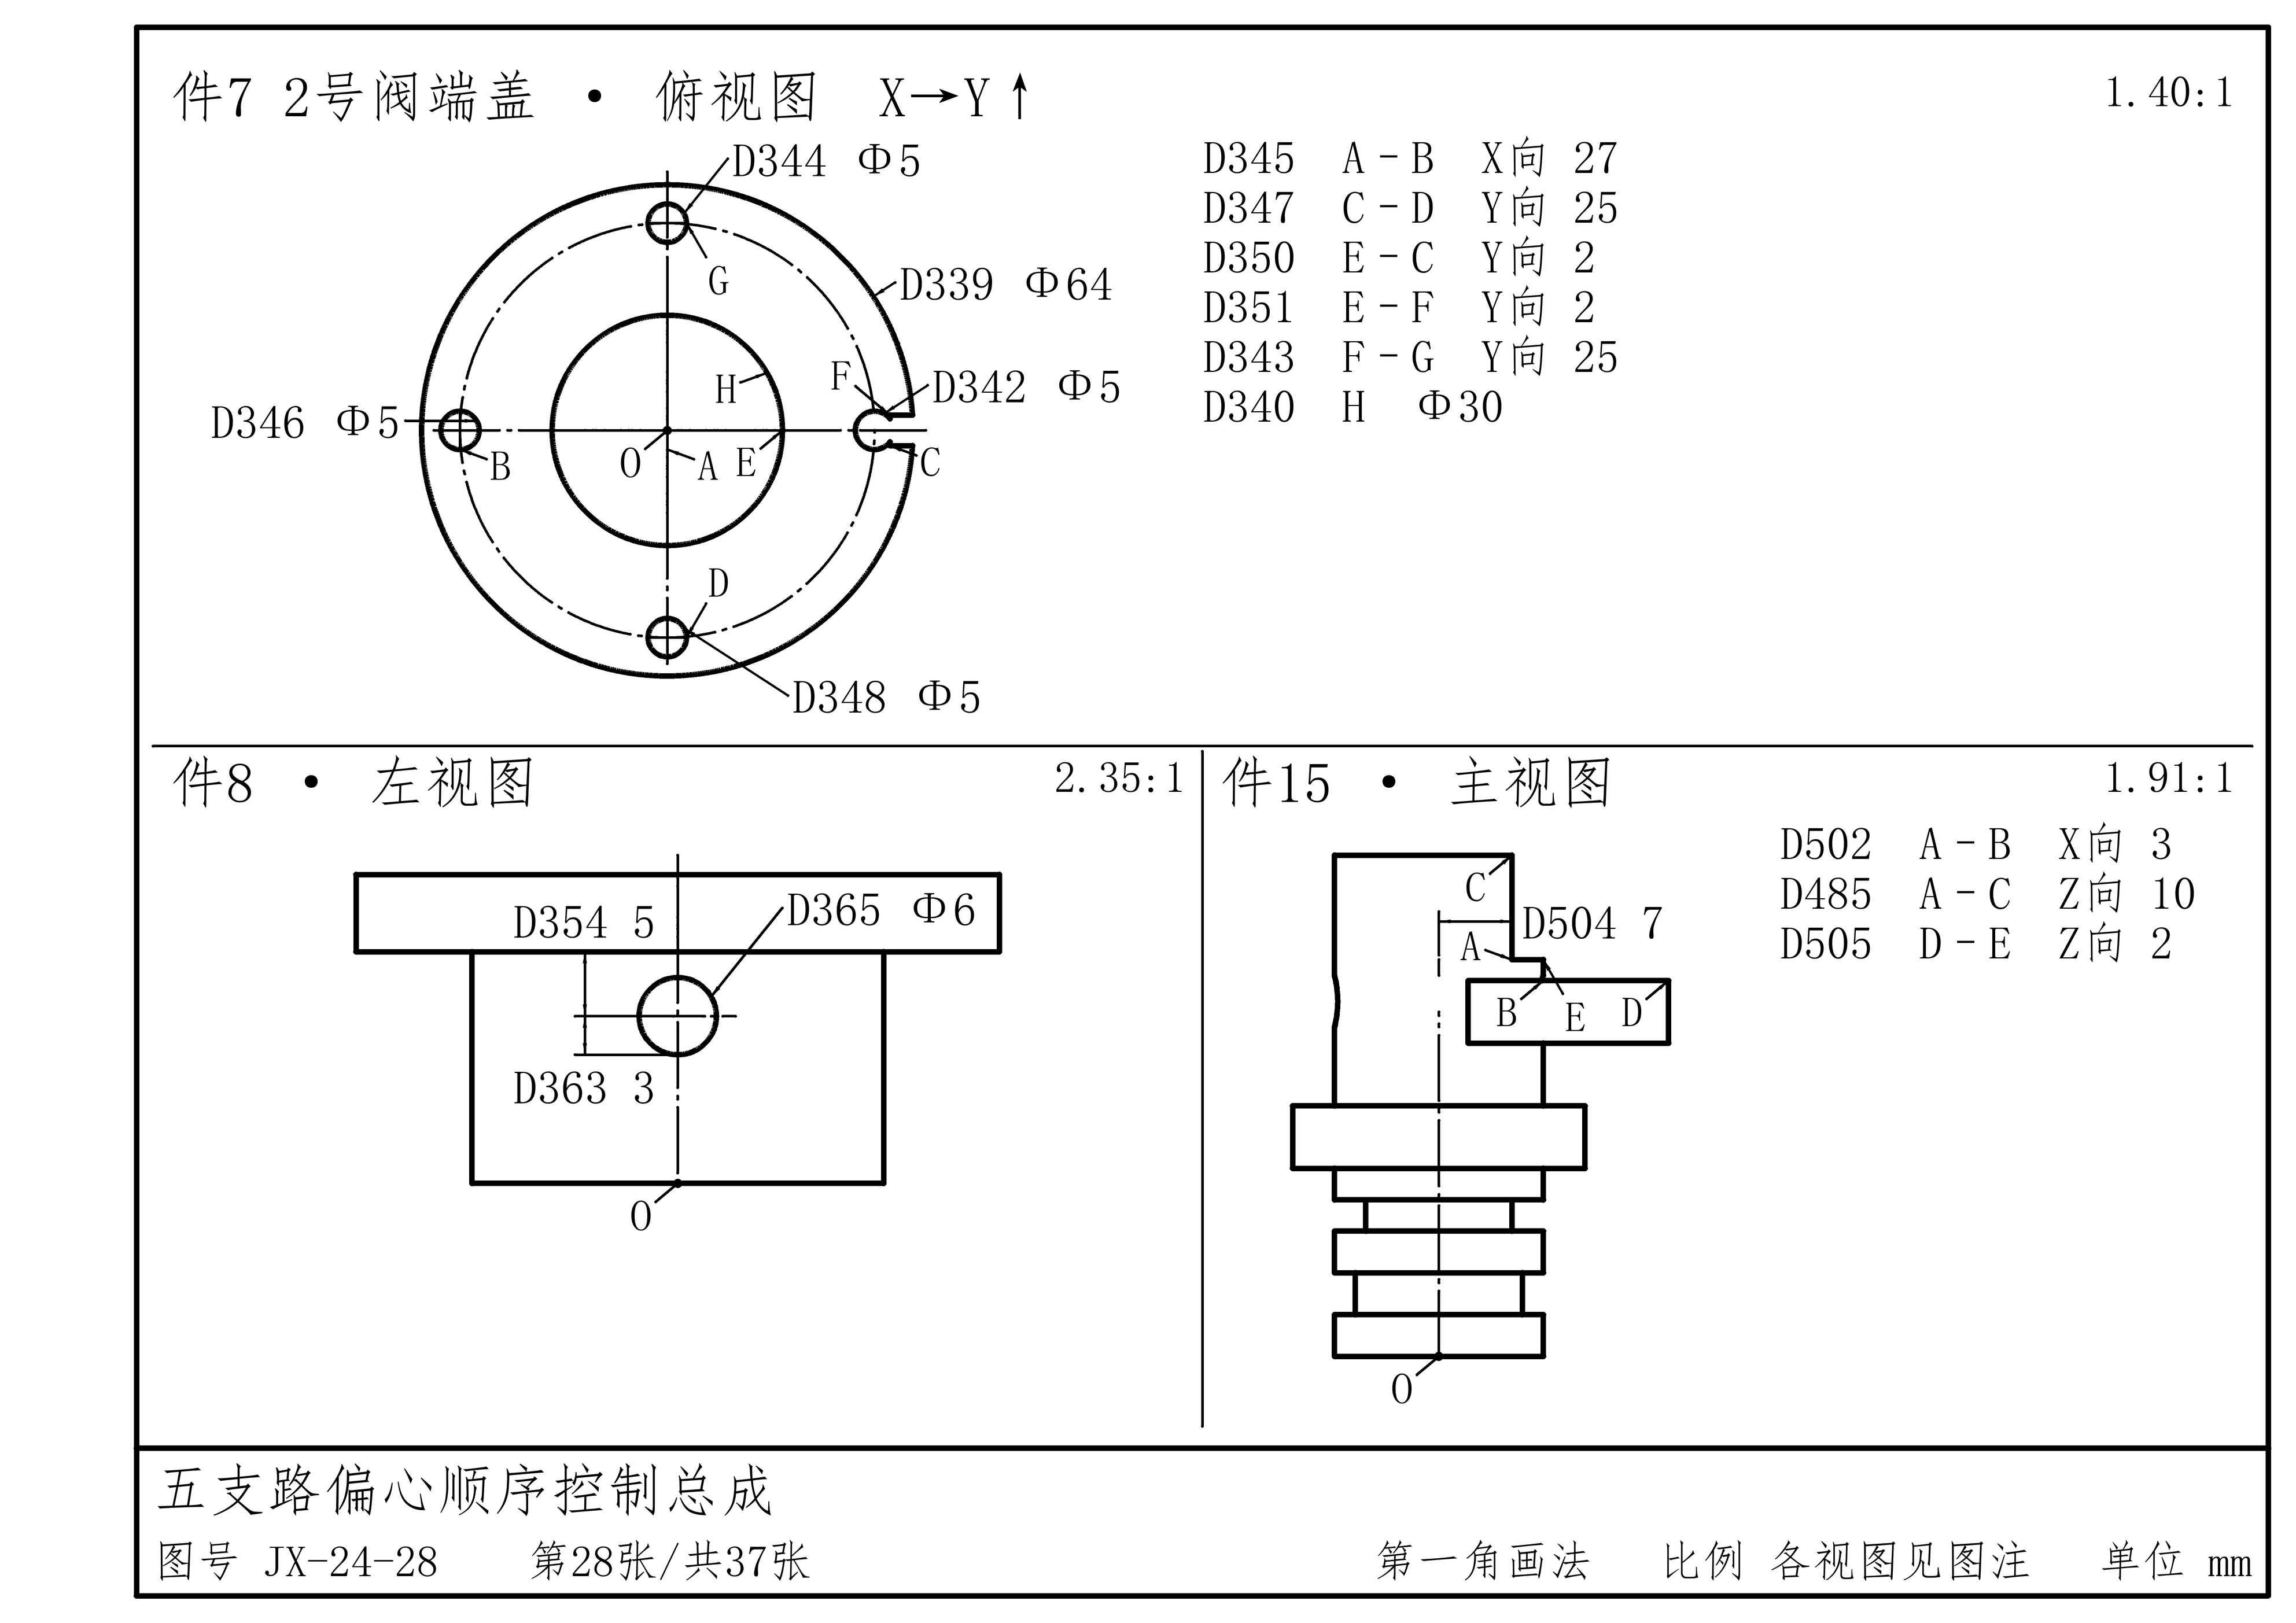 件7 2号阀端盖 · 俯视图 X→Y↑
1.40:1
D344 Φ5
G
D339 Φ64
H
F
D342 Φ5
D346 Φ5
B
O
A
E
C
D
D348 Φ5
D345 A-B X向 27
D347 C-D Y向 25
D350 E-C Y向 2
D351 E-F Y向 2
D343 F-G Y向 25
D340 H Φ30
件8 · 左视图
2.35:1
D354 5
D365 Φ6
D363 3
O
件15 · 主视图
1.91:1
C
D504 7
A
B
E
D
O
D502 A-B X向 3
D485 A-C Z向 10
D505 D-E Z向 2
五支路偏心顺序控制总成
图号 JX-24-28 第28张/共37张 第一角画法 比例 各视图见图注 单位 mm